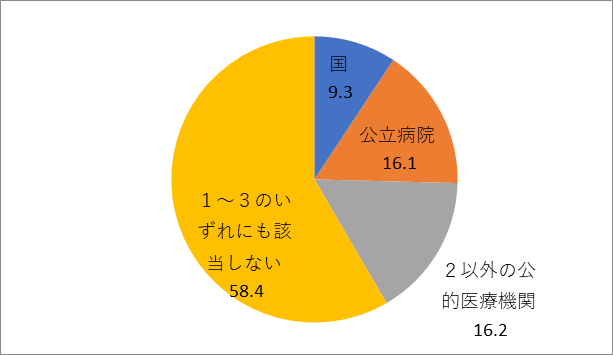 国
9.3
公立病院
16.1
２以外の公
的医療機関
16.2
１～３のい
ずれにも該
当しない
58.4